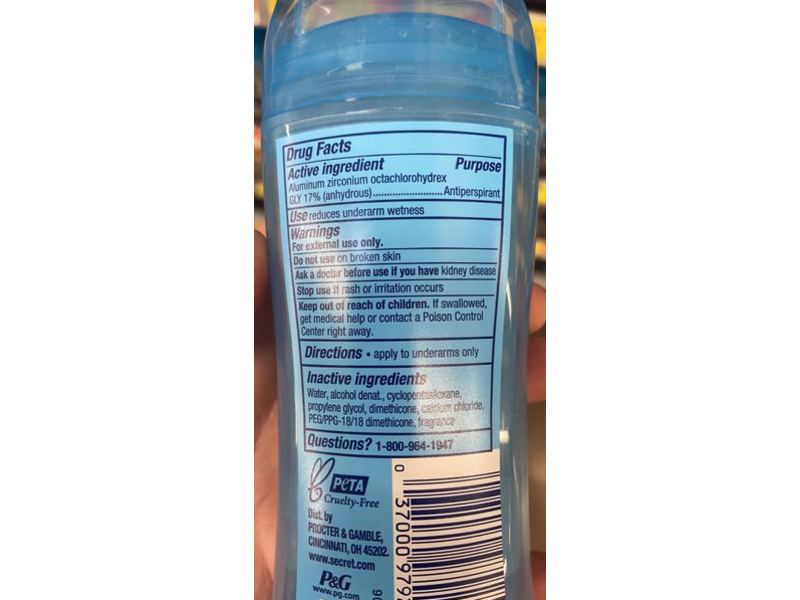 Drug Facts
Active ingredient Purpose
Aluminum zirconium octachlorohydrex
GLY 17% (anhydrous)..........................Antiperspirant
Use reduces underarm wetness
Warnings
For external use only.
Do not use on broken skin
Ask a doctor before use if you have kidney disease
Stop use if rash or irritation occurs
Keep out of reach of children. If swallowed,
get medical help or contact a Poison Control
Center right away.
Directions • apply to underarms only
Inactive ingredients
Water, alcohol denat., cyclopentasiloxane,
propylene glycol, dimethicone, calcium chloride,
PEG/PPG-18/18 dimethicone, fragrance
Questions? 1-800-964-1947
PETA
Cruelty-Free
Dist. by
PROCTER & GAMBLE,
CINCINNATI, OH 45202.
www.secret.com
P&G
www.pg.com
0 37000 979